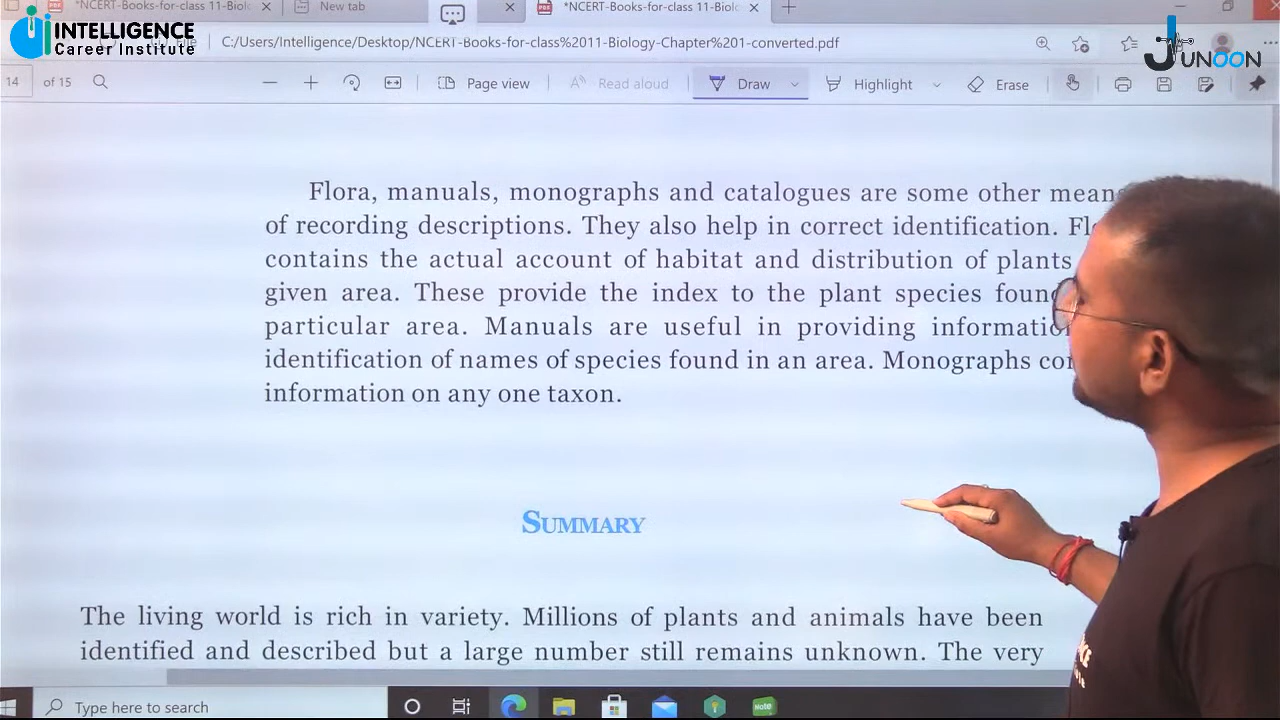 *NCERT-Books-for-class 11-Biolo
New tab
*NCERT-Books-for-class 11-Biolo
INTELLIGENCE
Career Institute
C:/Users/Intelligence/Desktop/NCERT-Books-for-class%2011-Biology-Chapter%201-converted.pdf
JUNOON
14 of 15
Page view
Read aloud
Draw
Highlight
Erase
Flora, manuals, monographs and catalogues are some other mean
of recording descriptions. They also help in correct identification. Fl
contains the actual account of habitat and distribution of plants
given area. These provide the index to the plant species foun
particular area. Manuals are useful in providing informatio
identification of names of species found in an area. Monographs co
information on any one taxon.
SUMMARY
The living world is rich in variety. Millions of plants and animals have been
identified and described but a large number still remains unknown. The very
Type here to search